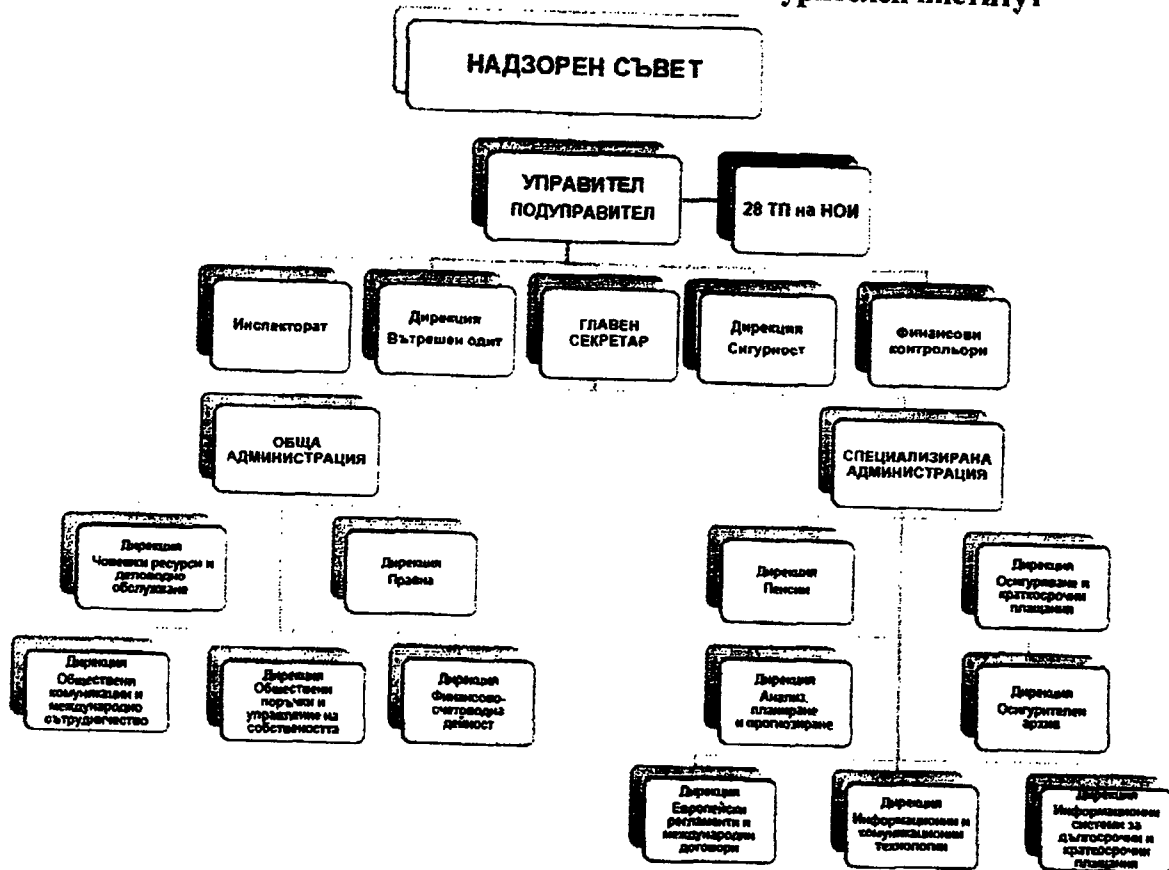 институт
НАДЗОРЕН СЪВЕТ
УПРАВИТЕЛ
ПОДУПРАВИТЕЛ
28 ТП на НОИ
Инспекторат
Дирекция
Вътрешен одит
ГЛАВЕН
СЕКРЕТАР
Дирекция
Сигурност
Финансови
контрольори
ОБЩА
АДМИНИСТРАЦИЯ
СПЕЦИАЛИЗИРАНА
АДМИНИСТРАЦИЯ
Дирекция
Човешки ресурси и
деловодно
обслужване
Дирекция
Правна
Дирекция
Пенсии
Дирекция
Осигуряване и
краткосрочни
плащания
Дирекция
Обществени
комуникации и
международно
сътрудничество
Дирекция
Обществени
поръчки и
управление на
собствеността
Дирекция
Финансово-
счетоводна
дейност
Дирекция
Анализ,
планиране
и прогнозиране
Дирекция
Осигурителен
архив
Дирекция
Европейски
регламенти и
международни
договори
Дирекция
Информационни и
комуникационни
технологии
Дирекция
Информационни
системи за
дългосрочни и
краткосрочни
плащания